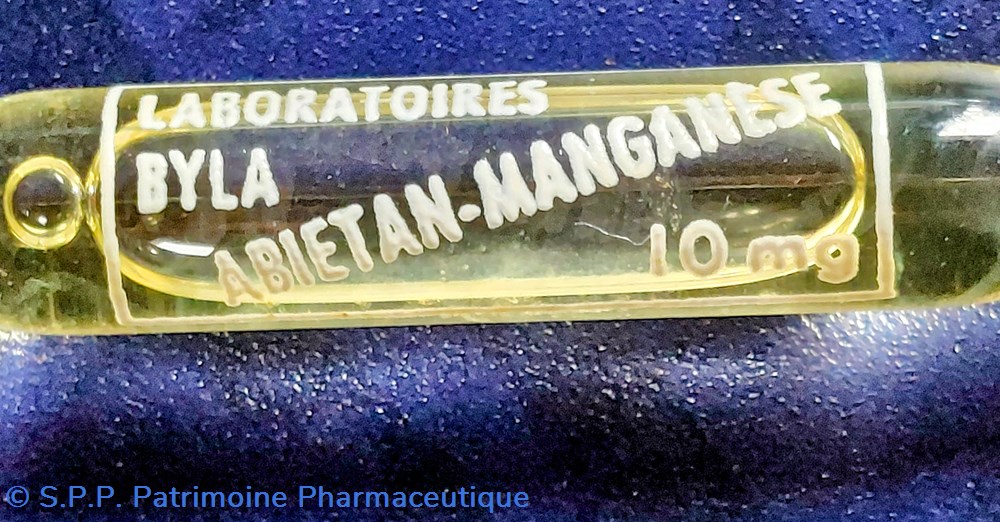 LABORATOIRES
BYLA
ABIETAN-MANGANESE
10 mg
© S.P.P. Patrimoine Pharmaceutique